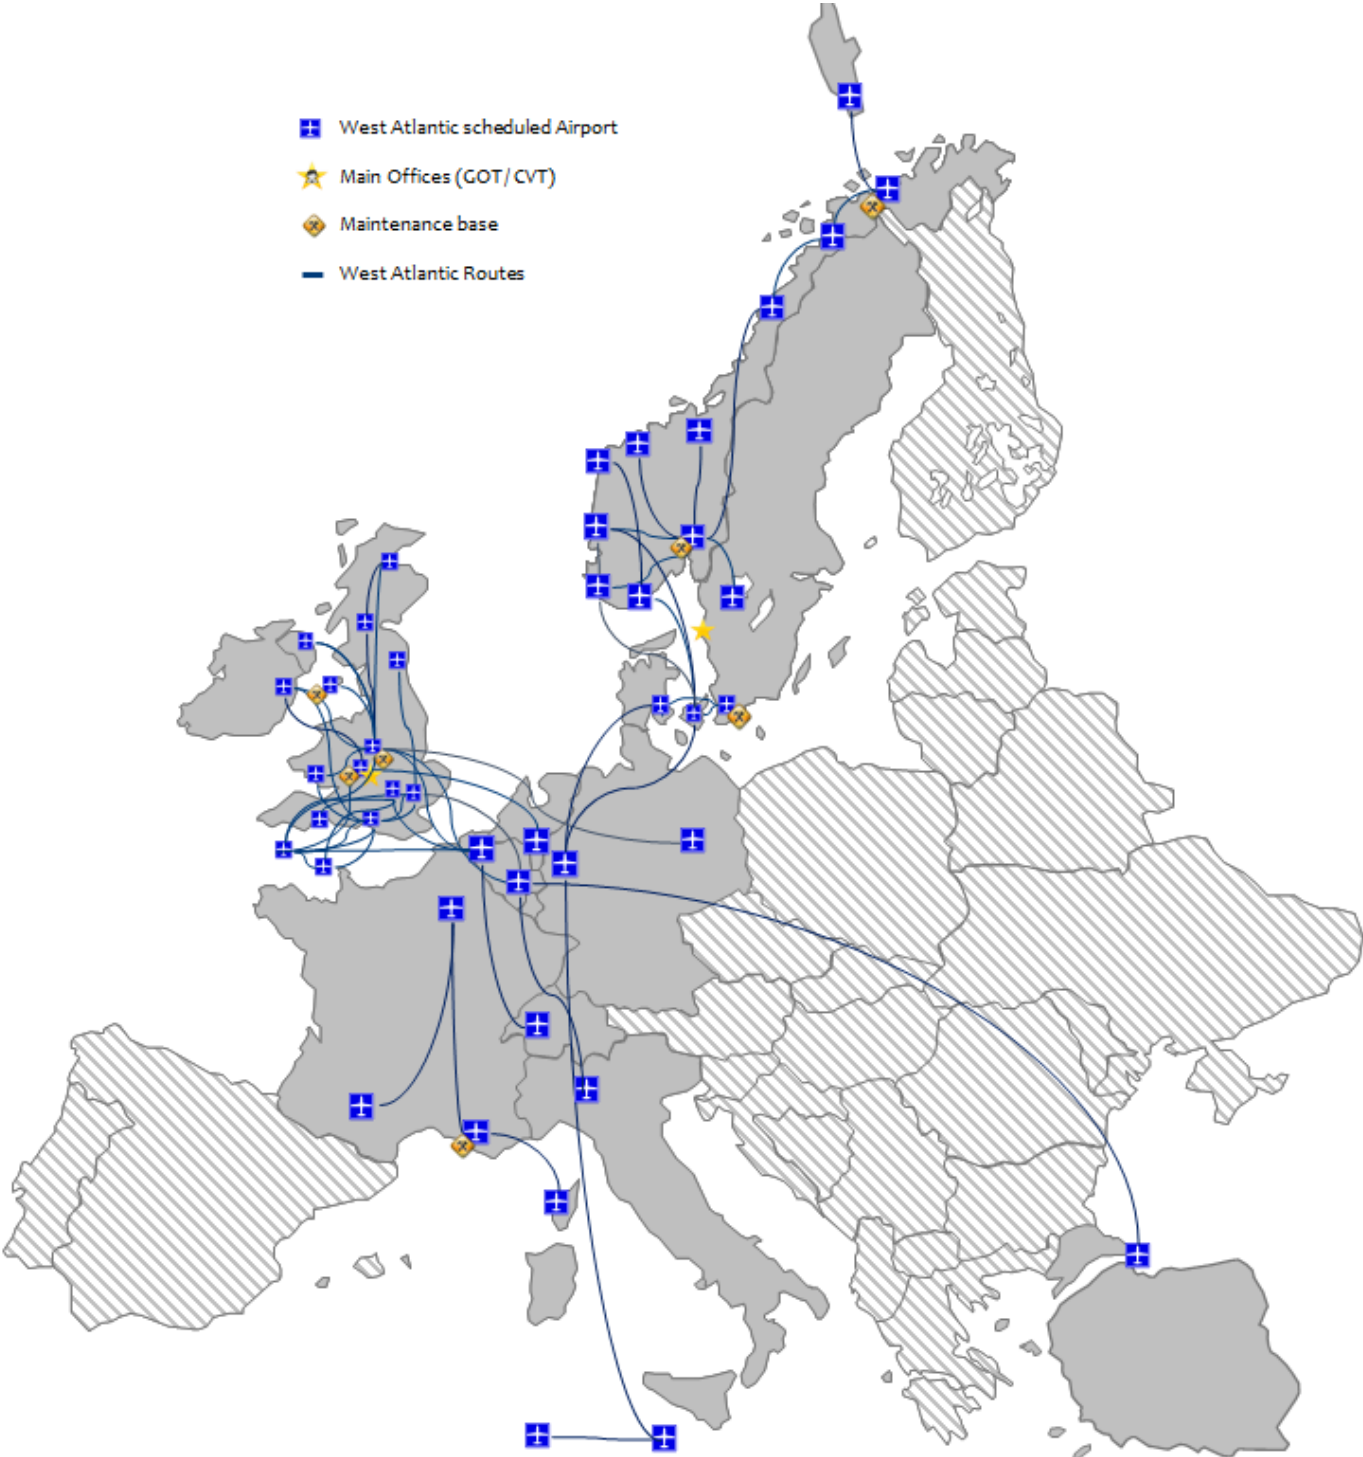 West Atlantic scheduled Airport
Main Offices (GOT/ CVT)
Maintenance base
West Atlantic Routes